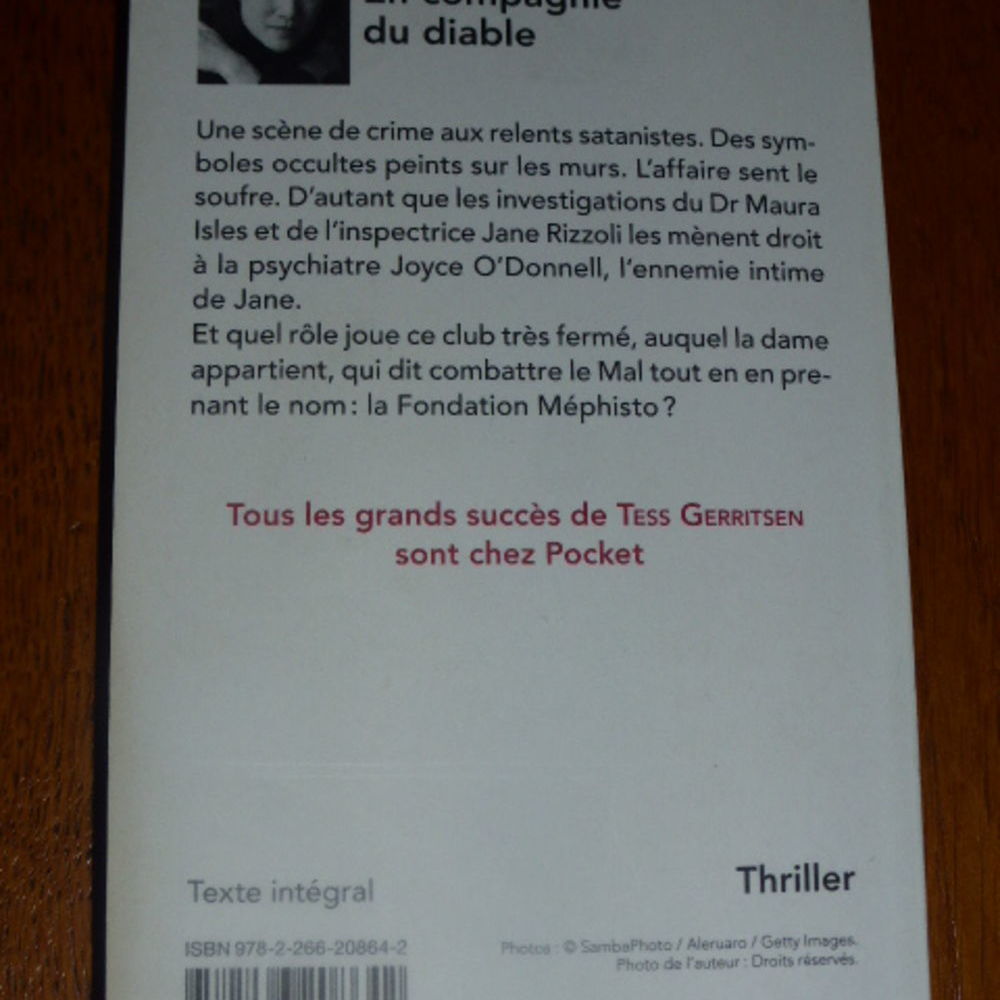 En compagnie
du diable
Une scène de crime aux relents satanistes. Des sym-
boles occultes peints sur les murs. L'affaire sent le
soufre. D'autant que les investigations du Dr Maura
Isles et de l'inspectrice Jane Rizzoli les mènent droit
à la psychiatre Joyce O'Donnell, l'ennemie intime
de Jane.
Et quel rôle joue ce club très fermé, auquel la dame
appartient, qui dit combattre le Mal tout en en pre-
nant le nom : la Fondation Méphisto ?
Tous les grands succès de TESS GERRITSEN
sont chez Pocket
Thriller
Texte intégral
ISBN 978-2-266-20864-2
Photos : © SambaPhoto / Aleruaro / Getty Images.
Photo de l'auteur : Droits réservés.